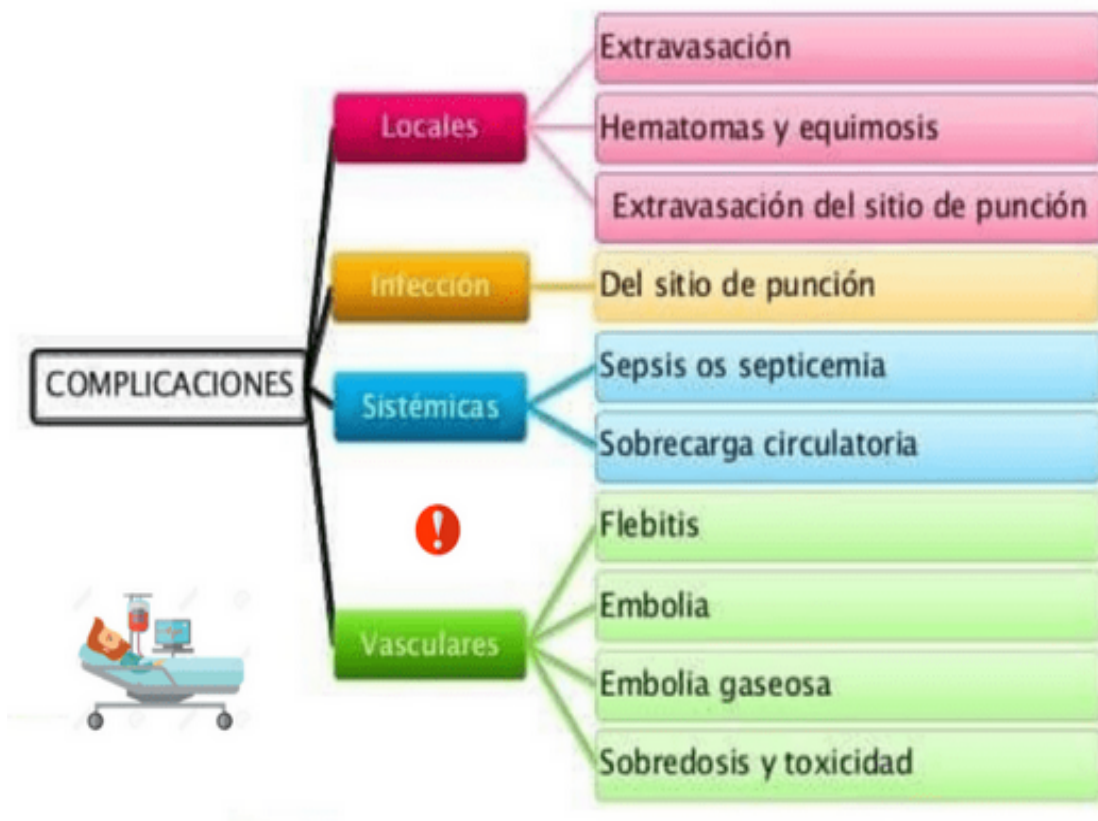 COMPLICACIONES
Locales
Extravasación
Hematomas y equimosis
Extravasación del sitio de punción
Infección
Del sitio de punción
Sistémicas
Sepsis os septicemia
Sobrecarga circulatoria
Vasculares
Flebitis
Embolia
Embolia gaseosa
Sobredosis y toxicidad